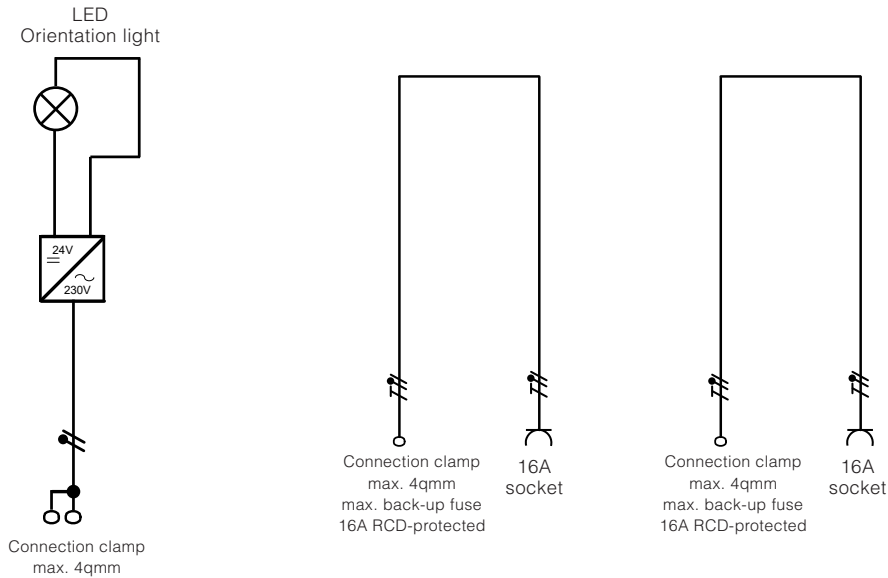 LED
Orientation light
24V
230V
Connection clamp
max. 4qmm
Connection clamp
max. 4qmm
max. back-up fuse
16A RCD-protected
16A
socket
Connection clamp
max. 4qmm
max. back-up fuse
16A RCD-protected
16A
socket